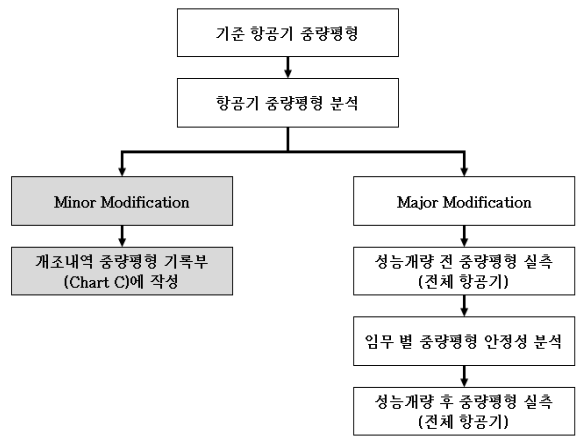 기준 항공기 중량평형
항공기 중량평형 분석
Minor Modification
Major Modification
개조내역 중량평형 기록부
(Chart C)에 작성
성능개량 전 중량평형 실측
(전체 항공기)
임무 별 중량평형 안정성 분석
성능개량 후 중량평형 실측
(전체 항공기)